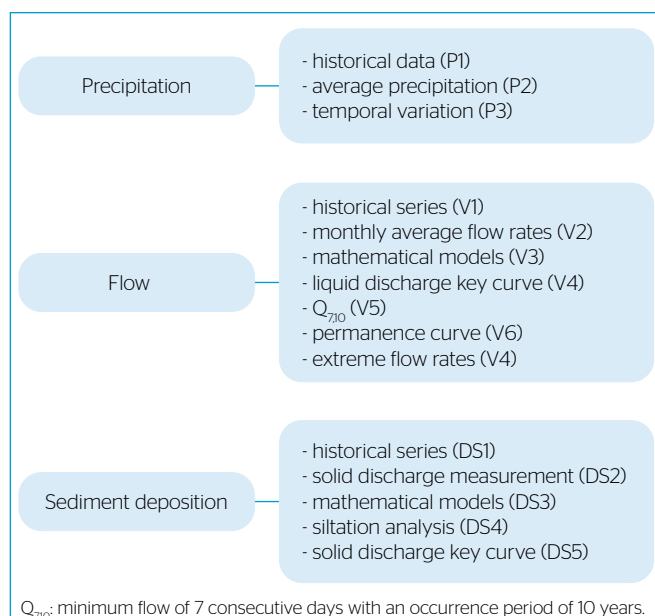 Precipitation
- historical data (P1)
- average precipitation (P2)
- temporal variation (P3)
Flow
- historical series (V1)
- monthly average flow rates (V2)
- mathematical models (V3)
- liquid discharge key curve (V4)
- Q7,10 (V5)
- permanence curve (V6)
- extreme flow rates (V4)
Sediment deposition
- historical series (DS1)
- solid discharge measurement (DS2)
- mathematical models (DS3)
- siltation analysis (DS4)
- solid discharge key curve (DS5)
Q7,10: minimum flow of 7 consecutive days with an occurrence period of 10 years.